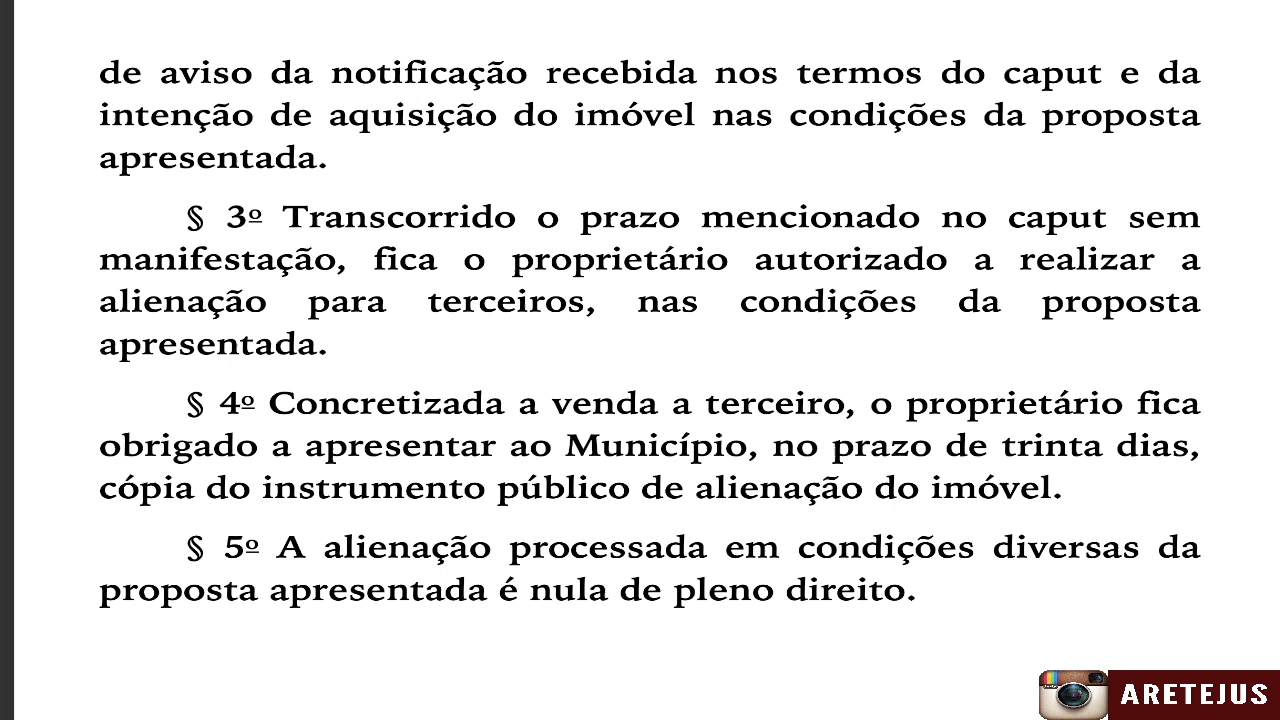 de aviso da notificação recebida nos termos do caput e da
intenção de aquisição do imóvel nas condições da proposta
apresentada.
§ 3º Transcorrido o prazo mencionado no caput sem
manifestação, fica o proprietário autorizado a realizar a
alienação para terceiros, nas condições da proposta
apresentada.
§ 4º Concretizada a venda a terceiro, o proprietário fica
obrigado a apresentar ao Município, no prazo de trinta dias,
cópia do instrumento público de alienação do imóvel.
§ 5º A alienação processada em condições diversas da
proposta apresentada é nula de pleno direito.
ARETEJUS